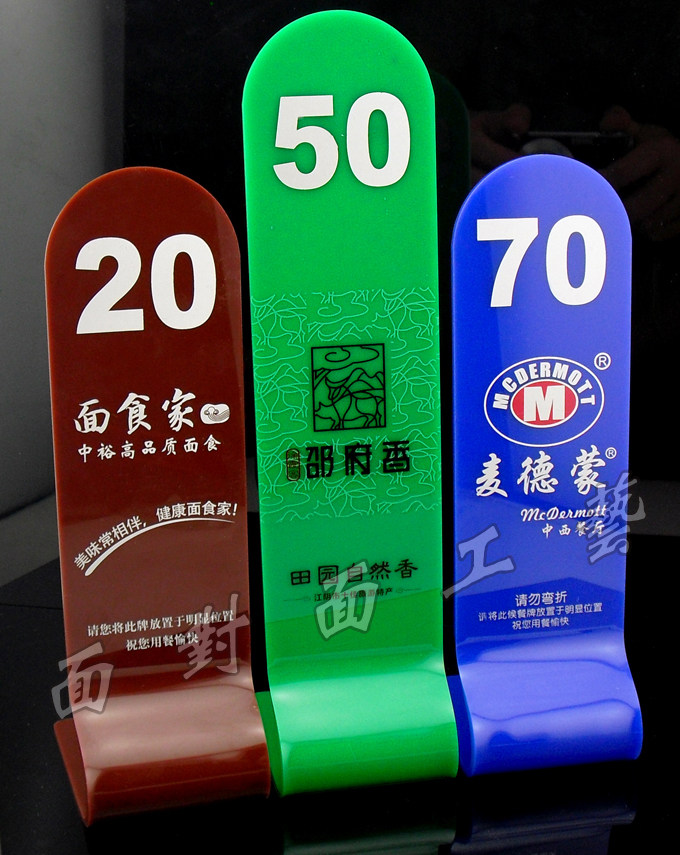 20
面食家
中裕高品质面食
美味常相伴，健康面食家！
请您将此牌放置于明显位置
祝您用餐愉快
50
邵府香
田园自然香
70
MCDERMOTT
M
®
麦德蒙®
McDermott
中西餐厅
请勿弯折
请将此候餐牌放置于明显位置
祝您用餐愉快
面對面工藝